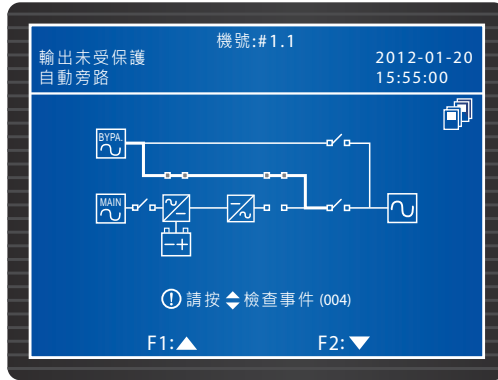 機號:#1.1
輸出未受保護
自動旁路
2012-01-20
15:55:00
BYPA.
MAIN
請按 檢查事件 (004)
F1:▲ F2:▼